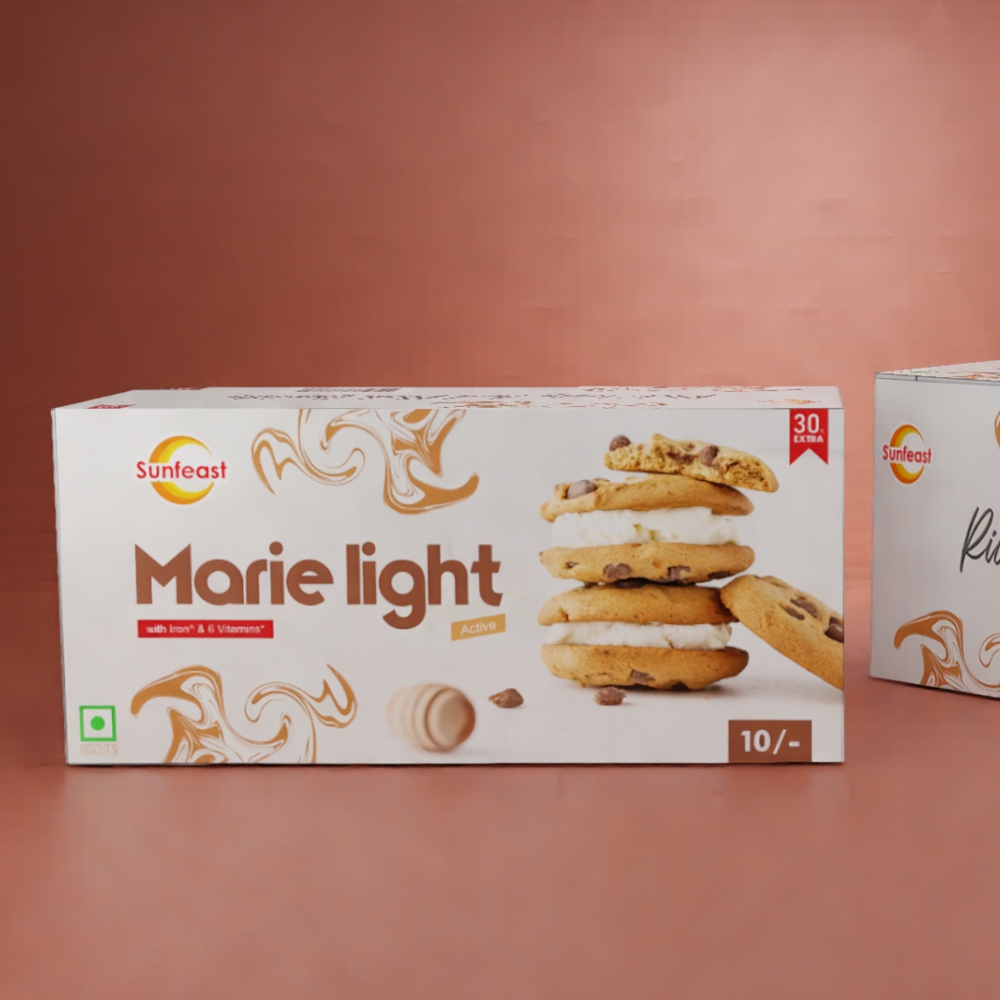 Sunfeast
Marie light
with Iron* & 6 Vitamins*
Active
30%
EXTRA
BISCUITS
10/-
Sunfeast